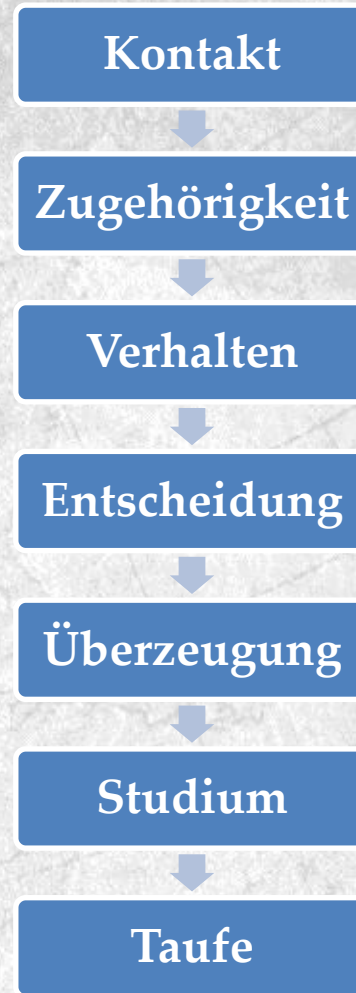 Kontakt
Zugehörigkeit
Verhalten
Entscheidung
Überzeugung
Studium
Taufe